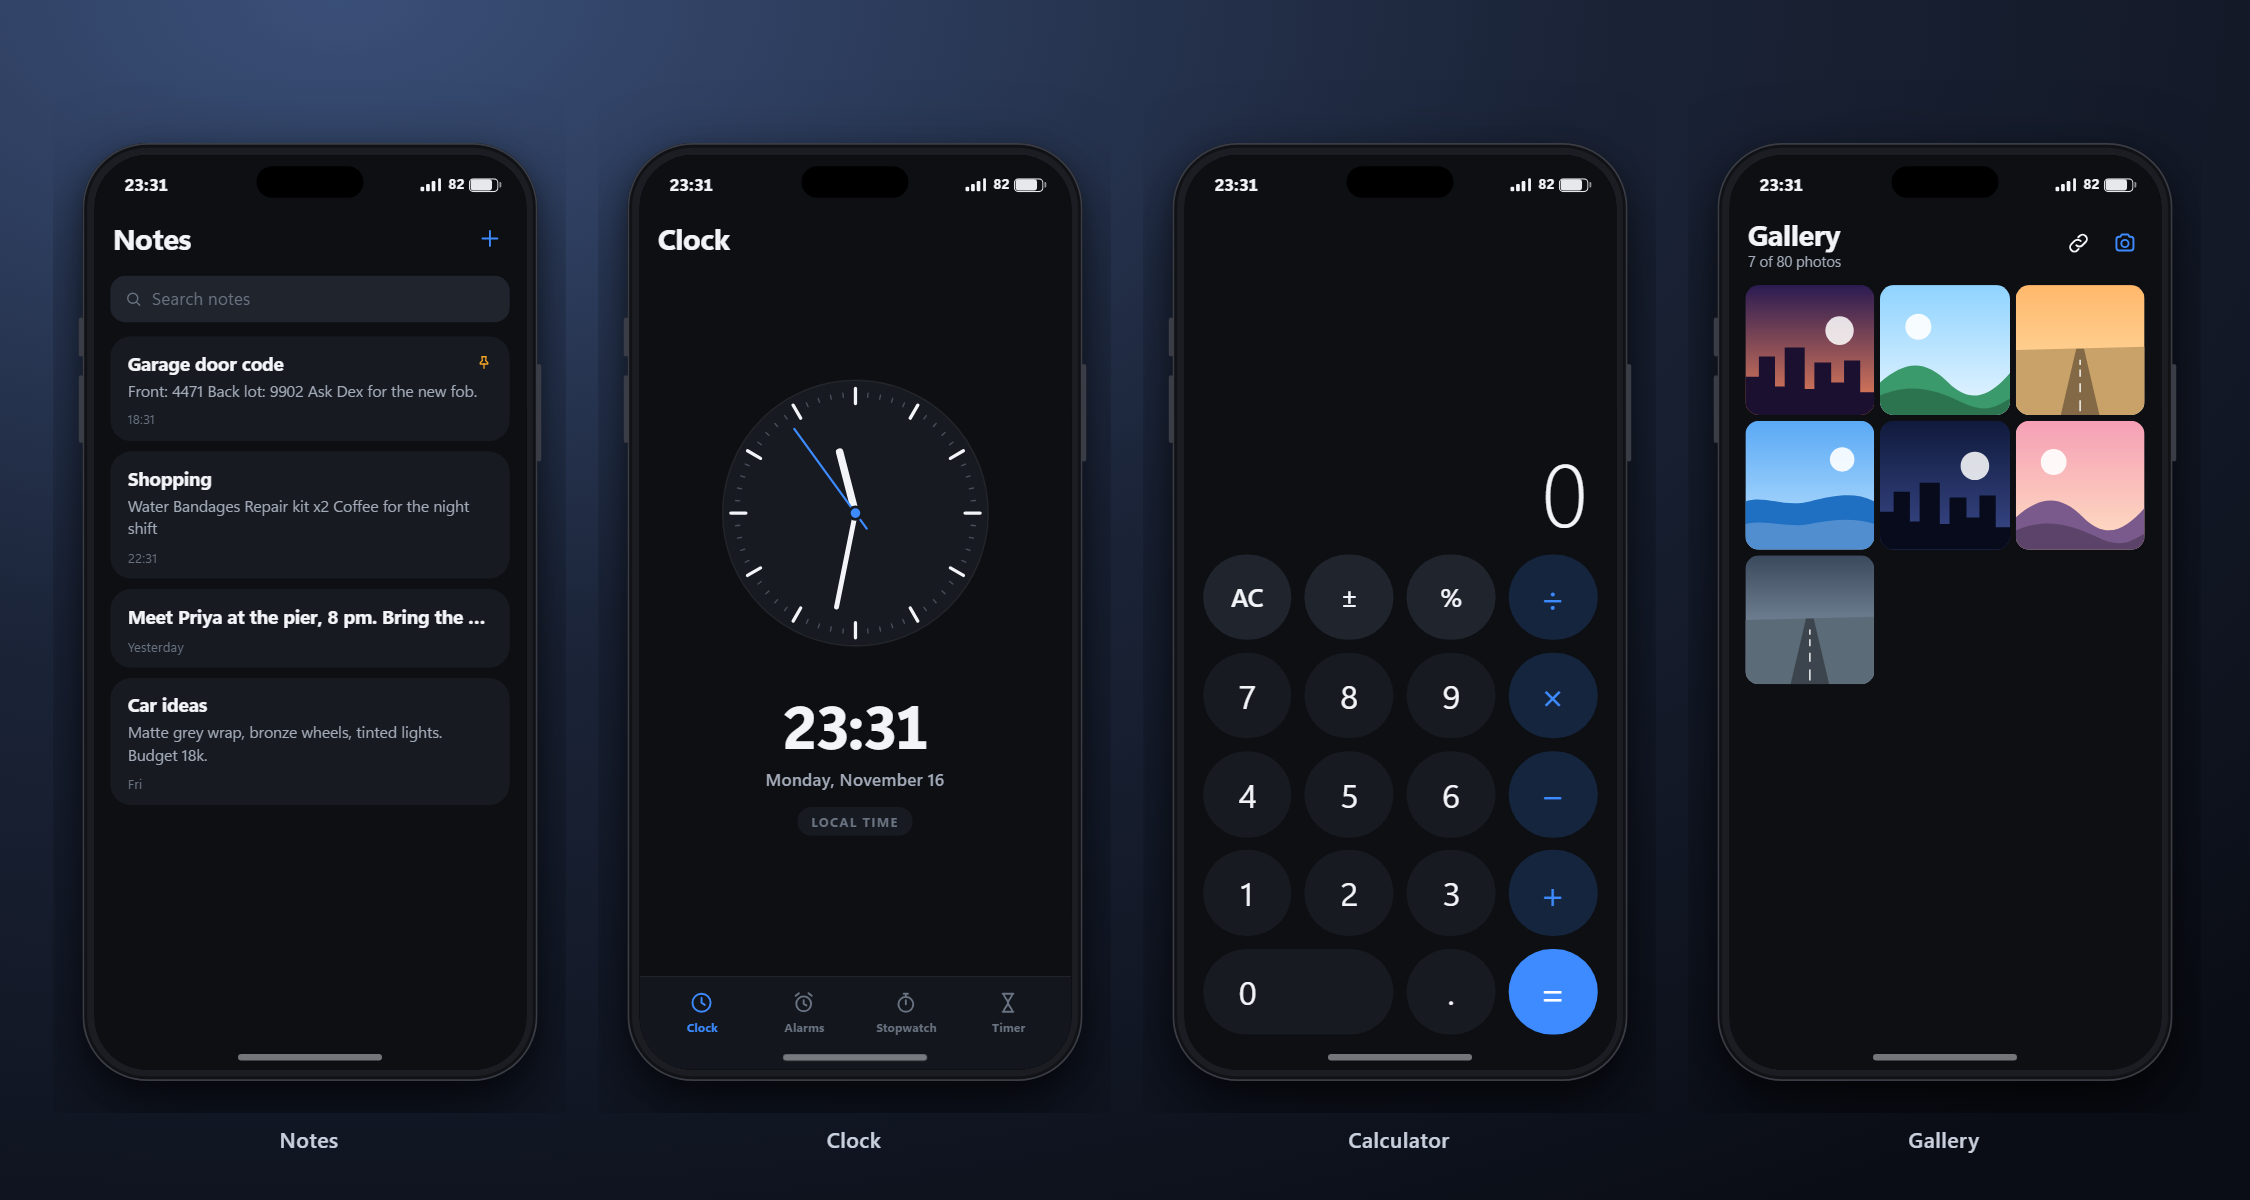 23:31
82
Notes
Search notes
Garage door code
Front: 4471 Back lot: 9902 Ask Dex for the new fob.
18:31
Shopping
Water Bandages Repair kit x2 Coffee for the night
shift
22:31
Meet Priya at the pier, 8 pm. Bring the ...
Yesterday
Car ideas
Matte grey wrap, bronze wheels, tinted lights.
Budget 18k.
Fri
Notes
23:31
82
Clock
23:31
Monday, November 16
LOCAL TIME
Clock
Alarms
Stopwatch
Timer
Clock
23:31
82
0
AC ± % ÷
7 8 9 ×
4 5 6 −
1 2 3 +
0 . =
Calculator
23:31
82
Gallery
7 of 80 photos
Gallery